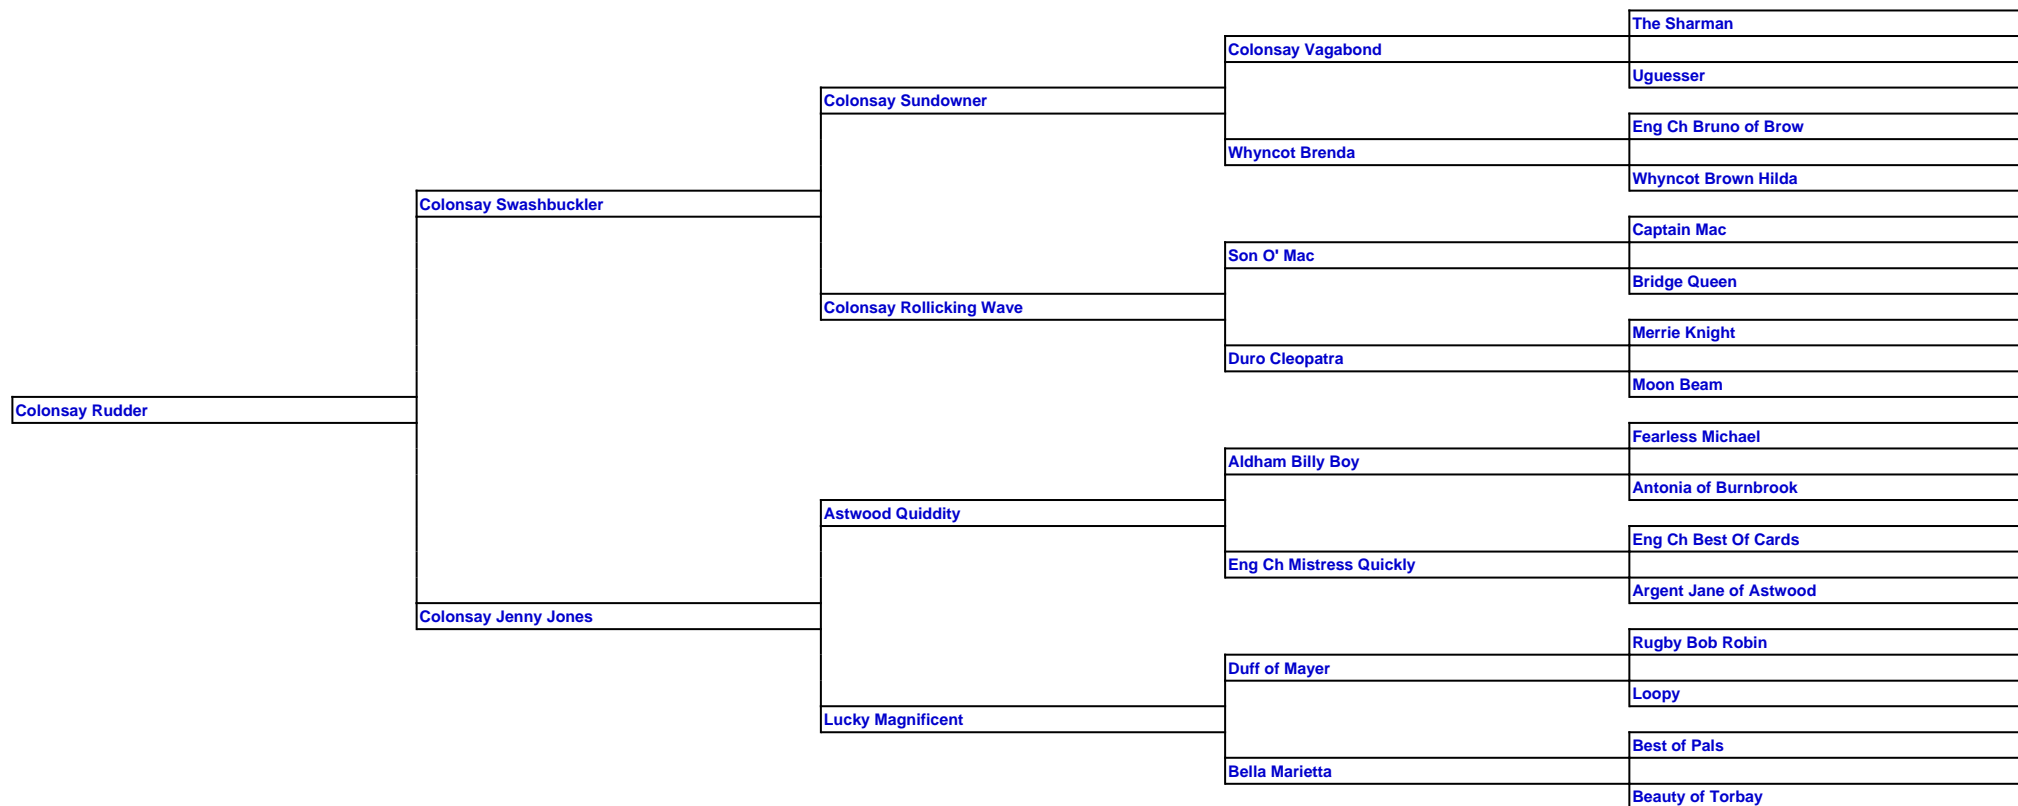 The Sharman
Colonsay Vagabond
Uguesser
Colonsay Sundowner
Eng Ch Bruno of Brow
Whyncot Brenda
Whyncot Brown Hilda
Colonsay Swashbuckler
Captain Mac
Son O' Mac
Bridge Queen
Colonsay Rollicking Wave
Merrie Knight
Duro Cleopatra
Moon Beam
Colonsay Rudder
Fearless Michael
Aldham Billy Boy
Antonia of Burnbrook
Astwood Quiddity
Eng Ch Best Of Cards
Eng Ch Mistress Quickly
Argent Jane of Astwood
Colonsay Jenny Jones
Rugby Bob Robin
Duff of Mayer
Loopy
Lucky Magnificent
Best of Pals
Bella Marietta
Beauty of Torbay